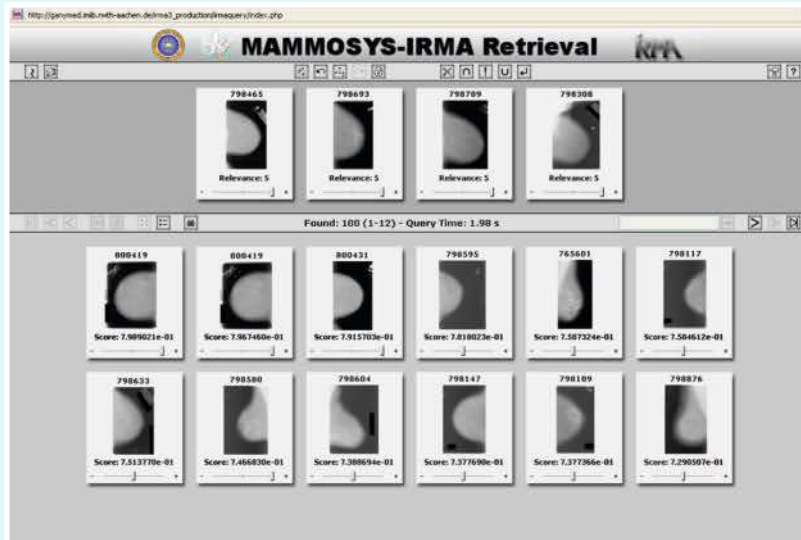 http://ganymed.imib.rwth-aachen.de/irma3_production/irmaquery/index.php
MAMMOSYS-IRMA Retrieval
IRMA
798465 798693 798709 798308
Relevance: 5 Relevance: 5 Relevance: 5 Relevance: 5
- + - + - + - +
Found: 100 (1-12) - Query Time: 1.98 s
800419 800419 800431 798595 765601 798117
Score: 7.989021e-01 Score: 7.967460e-01 Score: 7.915703e-01 Score: 7.810023e-01 Score: 7.587324e-01 Score: 7.584612e-01
- + - + - + - + - + - +
798633 798580 798604 798147 798109 798876
Score: 7.513770e-01 Score: 7.466830e-01 Score: 7.388694e-01 Score: 7.377690e-01 Score: 7.377366e-01 Score: 7.290507e-01
- + - + - + - + - + - +